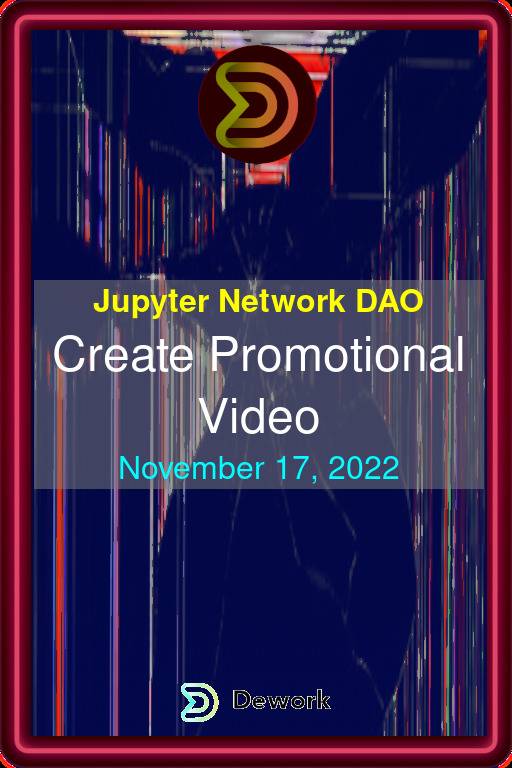 Jupyter Network DAO
Create Promotional
Video
November 17, 2022
Dework